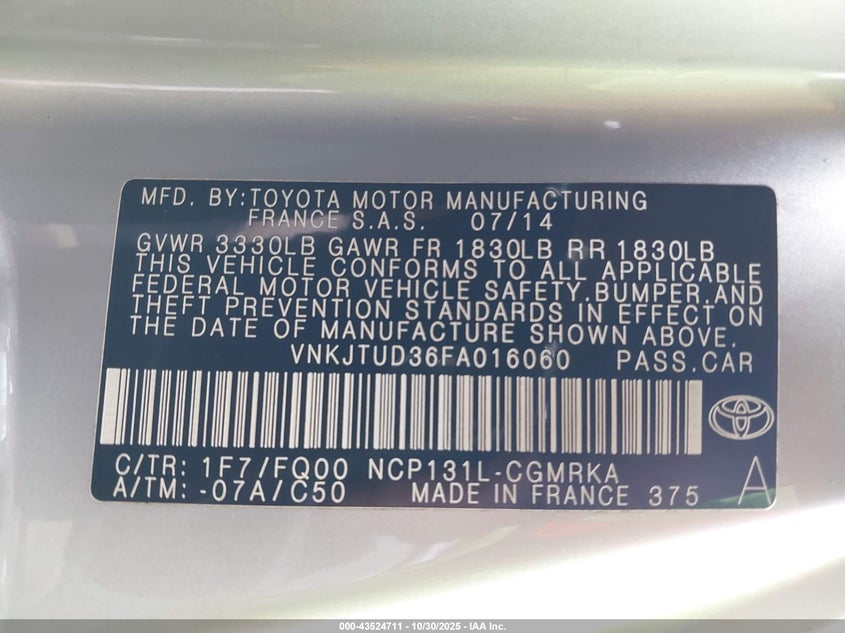 MFD. BY:TOYOTA MOTOR MANUFACTURING
FRANCE S.A.S. 07/14
GVWR 3330LB GAWR FR 1830LB RR 1830LB
THIS VEHICLE CONFORMS TO ALL APPLICABLE
FEDERAL MOTOR VEHICLE SAFETY,BUMPER,AND
THEFT PREVENTION STANDARDS IN EFFECT ON
THE DATE OF MANUFACTURE SHOWN ABOVE.
VNKJTUD36FA016060 PASS.CAR
C/TR: 1F7/FQ00 NCP131L-CGMRKA
A/TM: -07A/C50 MADE IN FRANCE 375 A
000-43524711 - 10/30/2025 - IAA Inc.